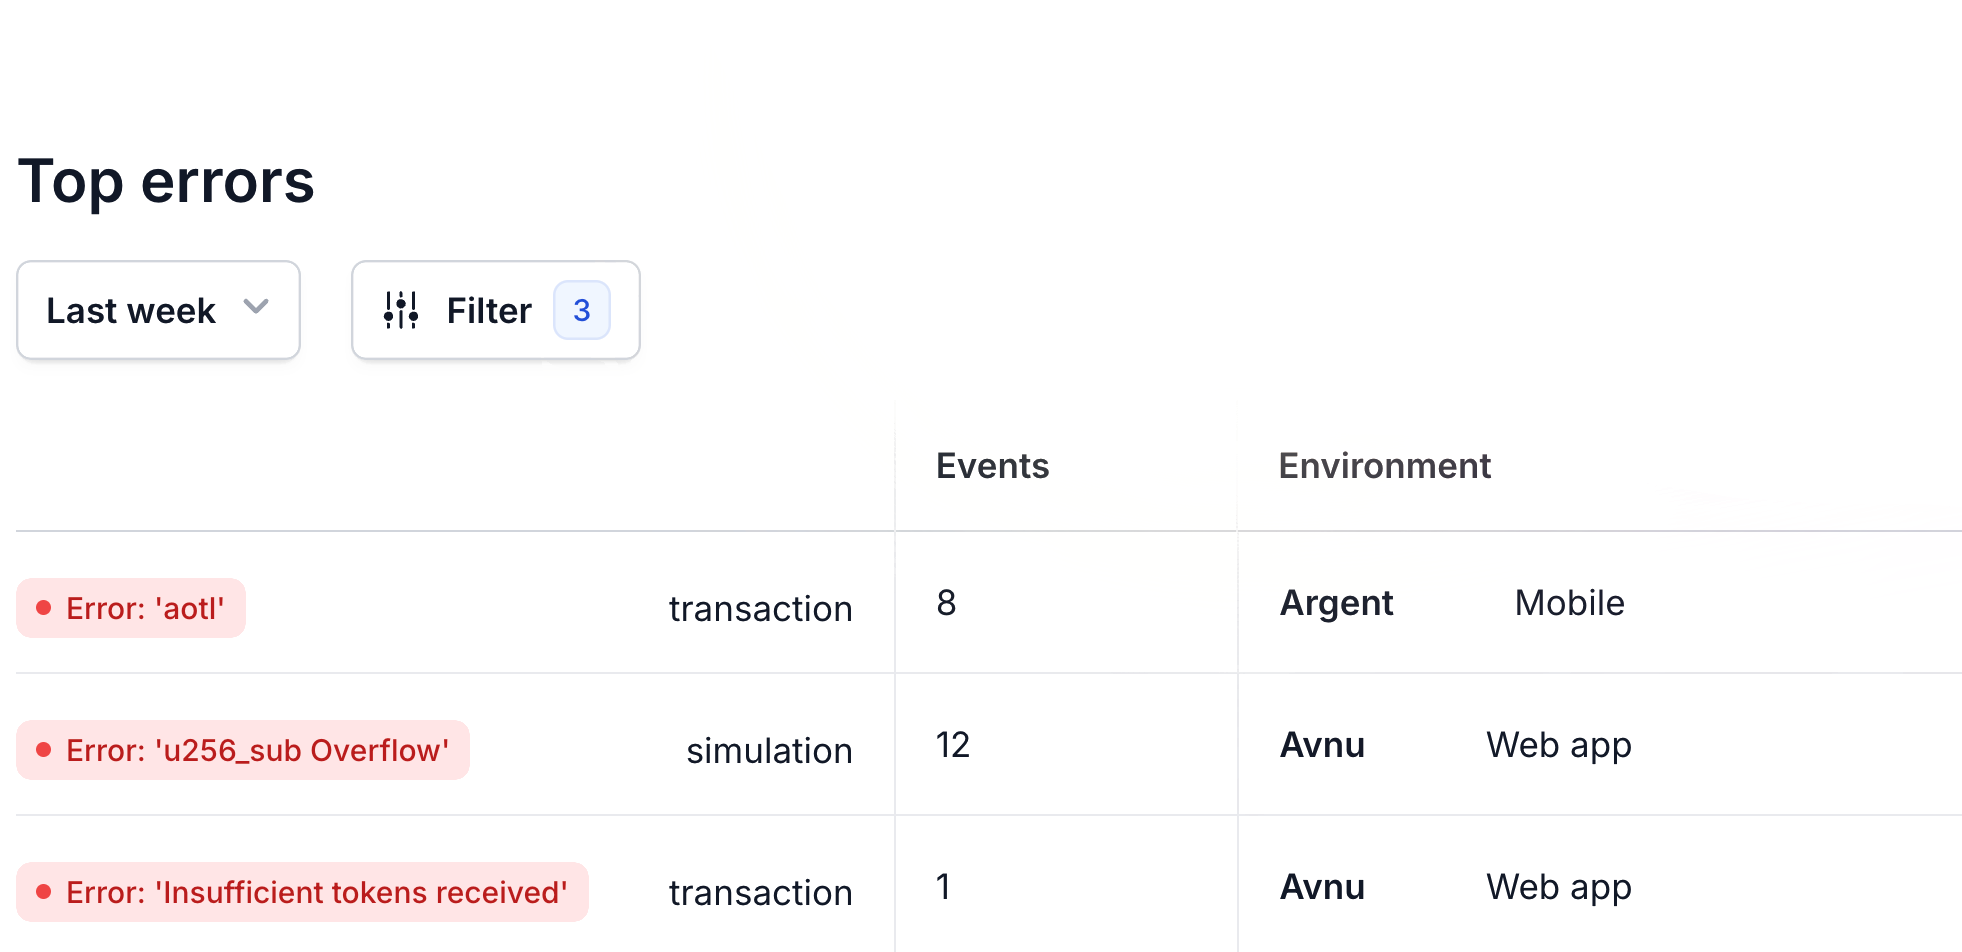 Top errors
Last week Filter 3
Events Environment
Error: 'aotl' transaction 8 Argent Mobile
Error: 'u256_sub Overflow' simulation 12 Avnu Web app
Error: 'Insufficient tokens received' transaction 1 Avnu Web app